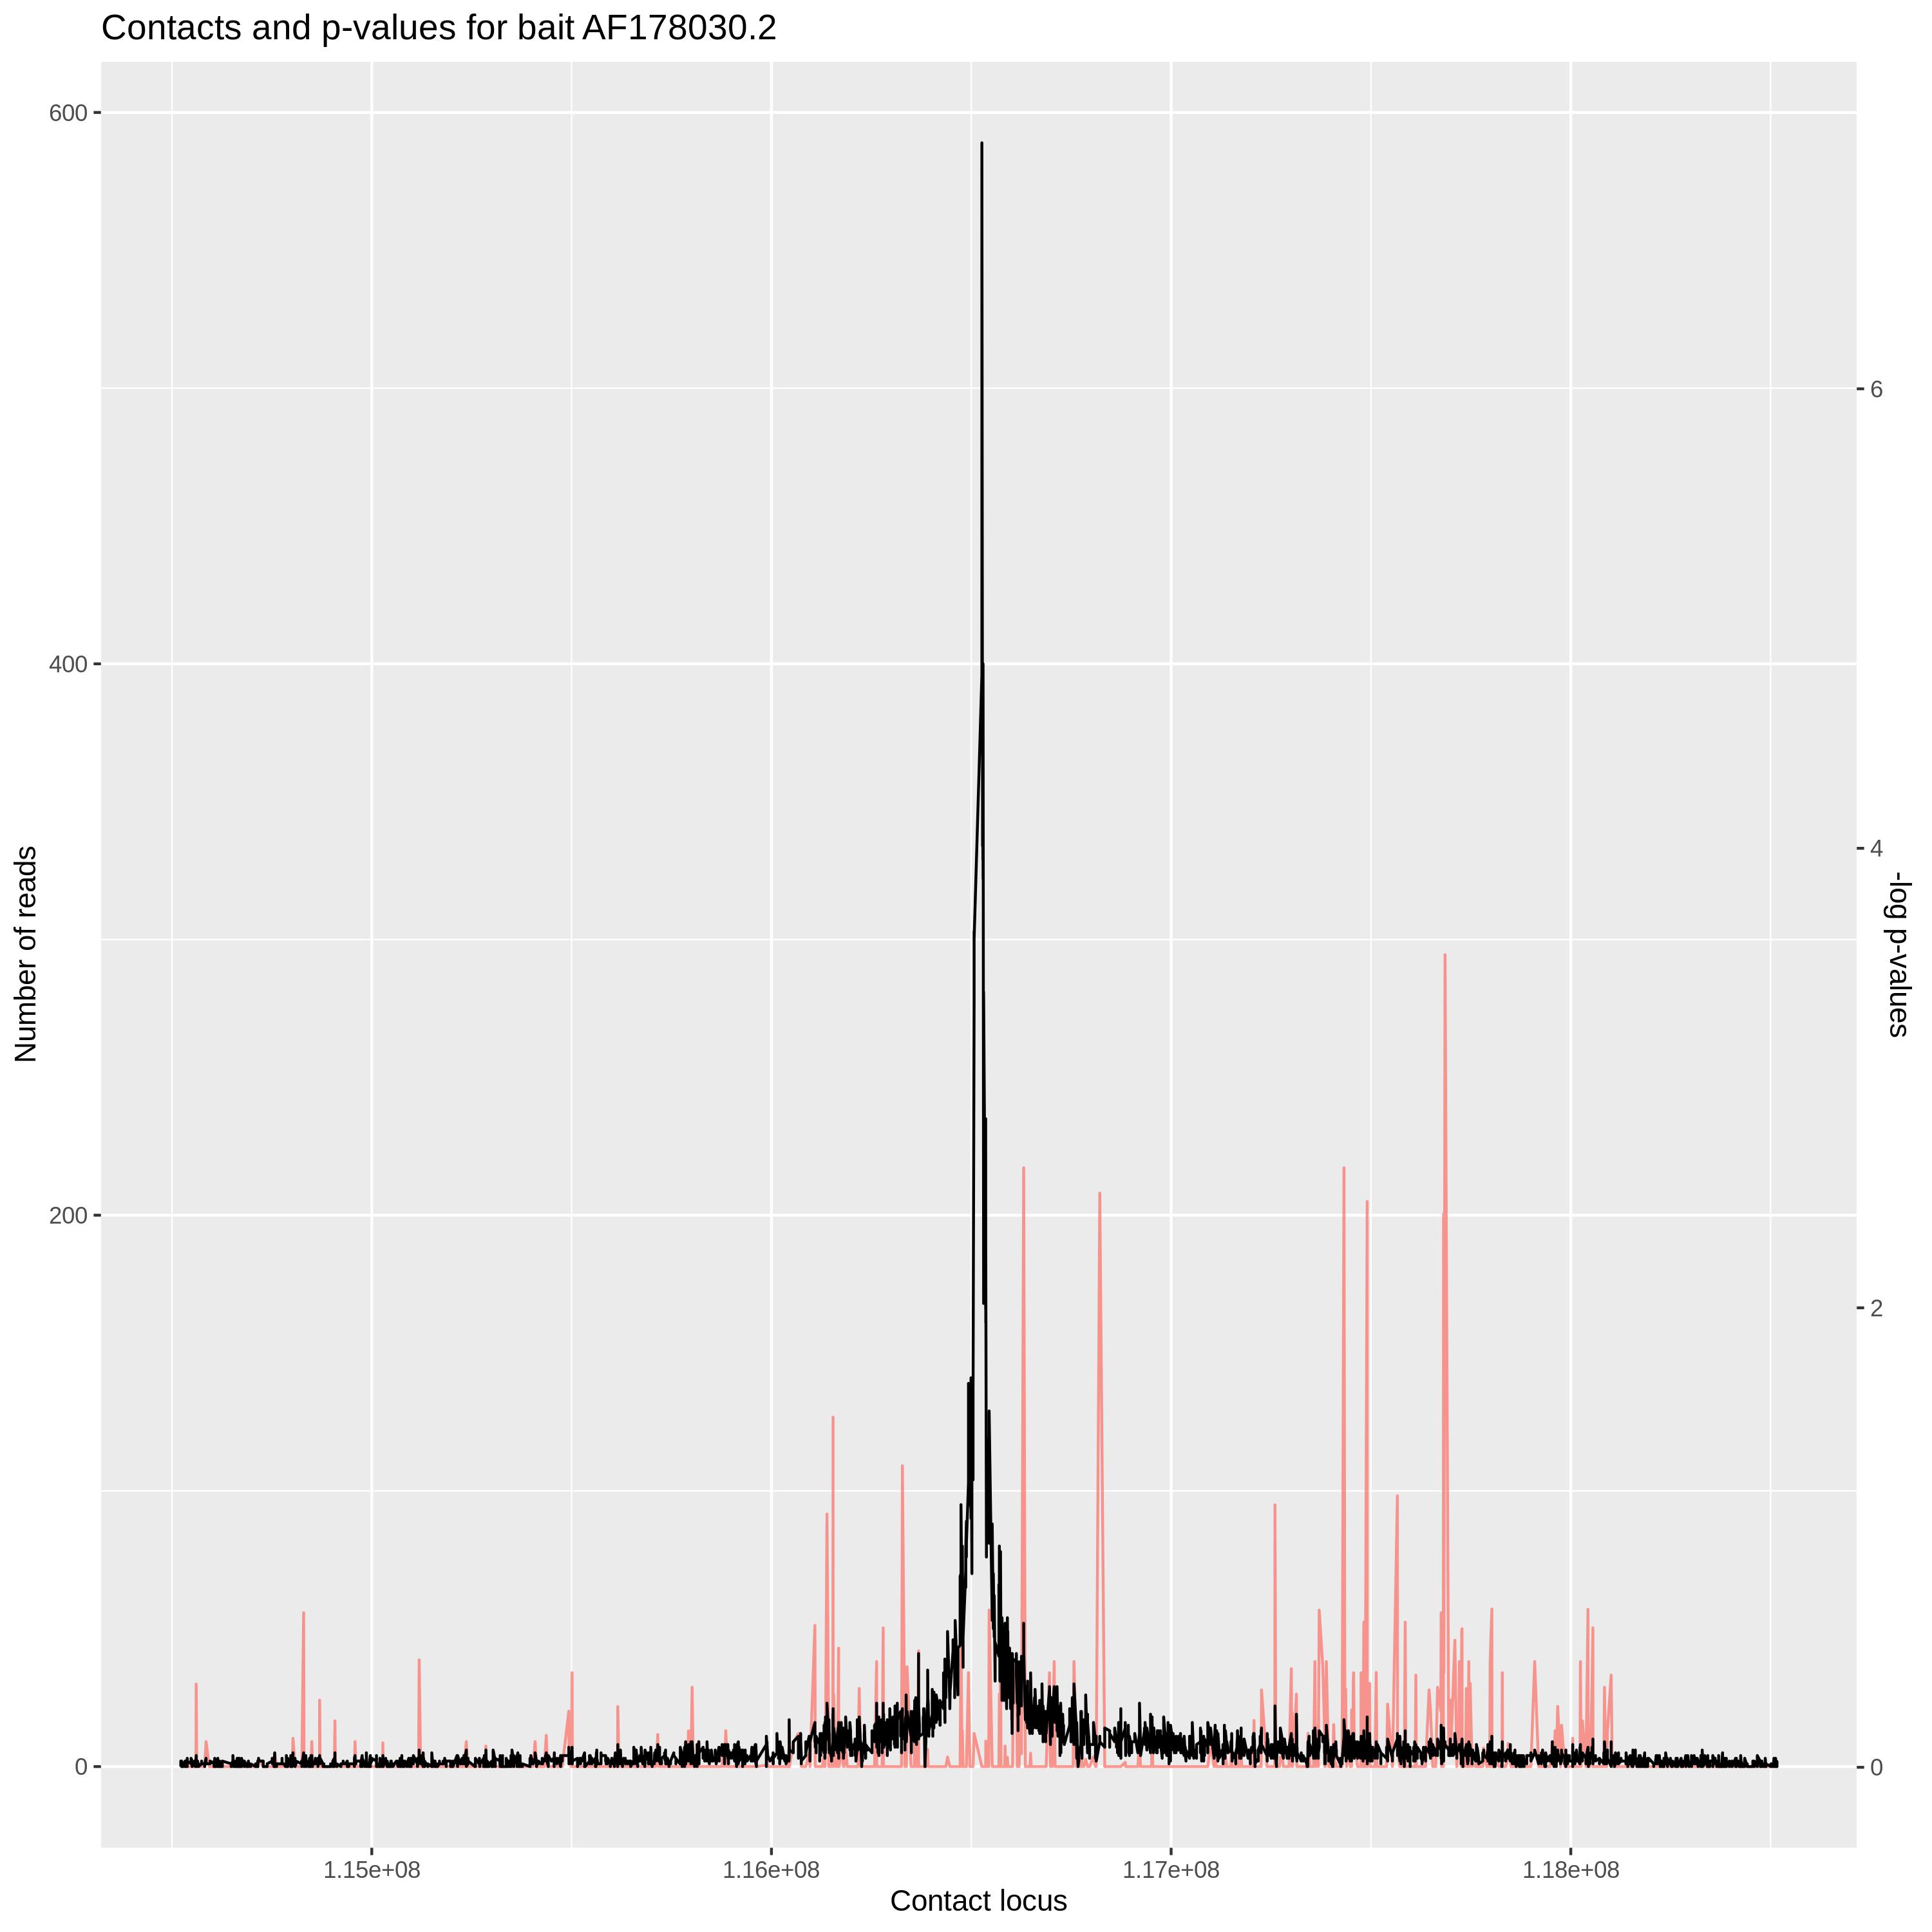 Contacts and p-values for bait AF178030.2
600
400
200
0
Number of reads
6
4
2
0
-log p-values
1.15e+08 1.16e+08 1.17e+08 1.18e+08
Contact locus